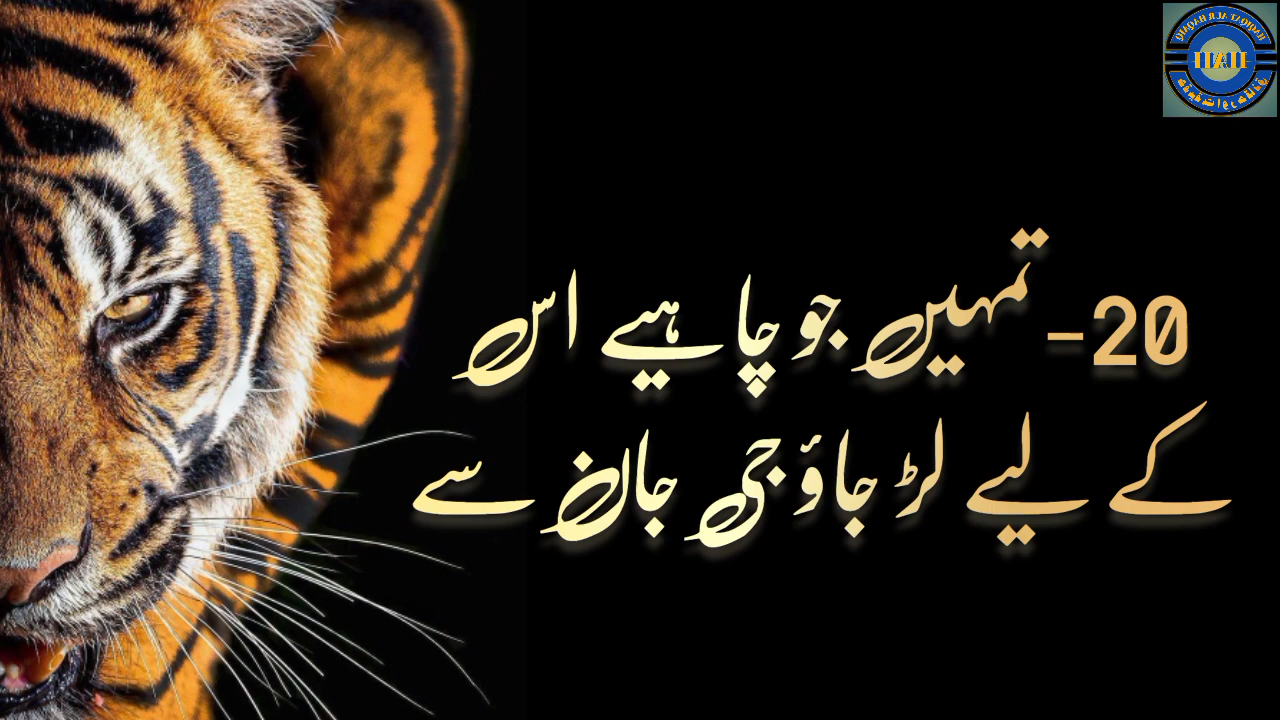 20- تمہیں جو چاہیے اس
کے لیے لڑ جاؤ جی جان سے